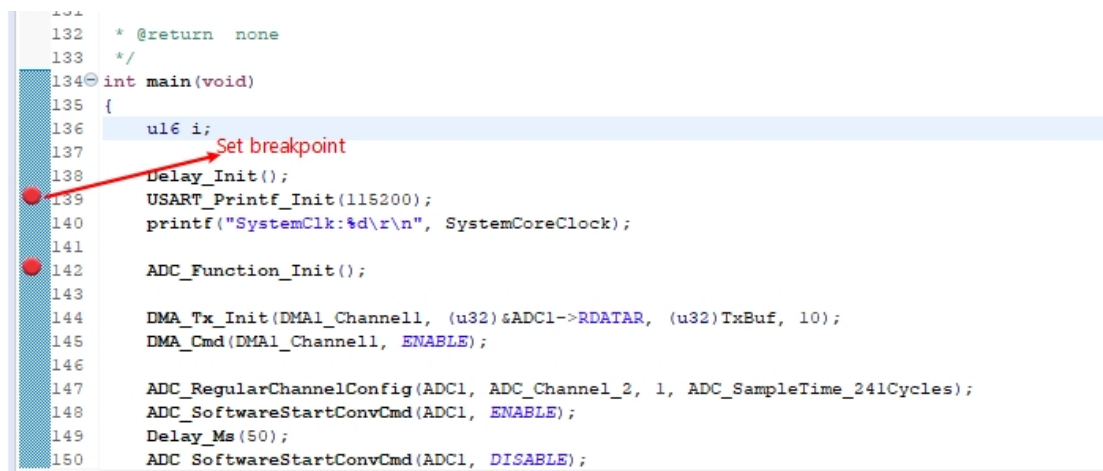 131
132 * @return none
133 */
134 int main(void)
135 {
136 u16 i;
137 Set breakpoint
138 Delay_Init();
139 USART_Printf_Init(115200);
140 printf("SystemClk:%d\r\n", SystemCoreClock);
141
142 ADC_Function_Init();
143
144 DMA_Tx_Init(DMA1_Channel1, (u32)&ADC1->RDATAR, (u32)TxBuf, 10);
145 DMA_Cmd(DMA1_Channel1, ENABLE);
146
147 ADC_RegularChannelConfig(ADC1, ADC_Channel_2, 1, ADC_SampleTime_241Cycles);
148 ADC_SoftwareStartConvCmd(ADC1, ENABLE);
149 Delay_Ms(50);
150 ADC_SoftwareStartConvCmd(ADC1, DISABLE);